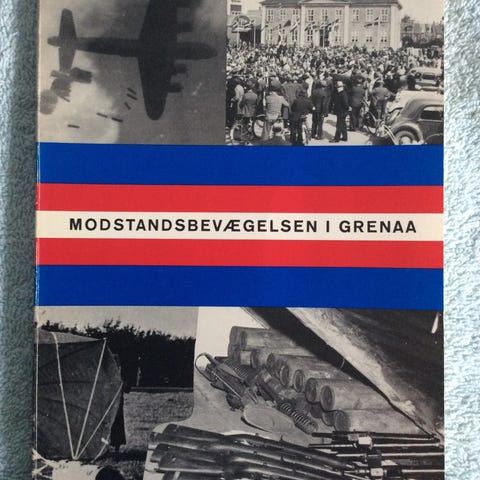 MODSTANDSBEVÆGELSEN I GRENAA